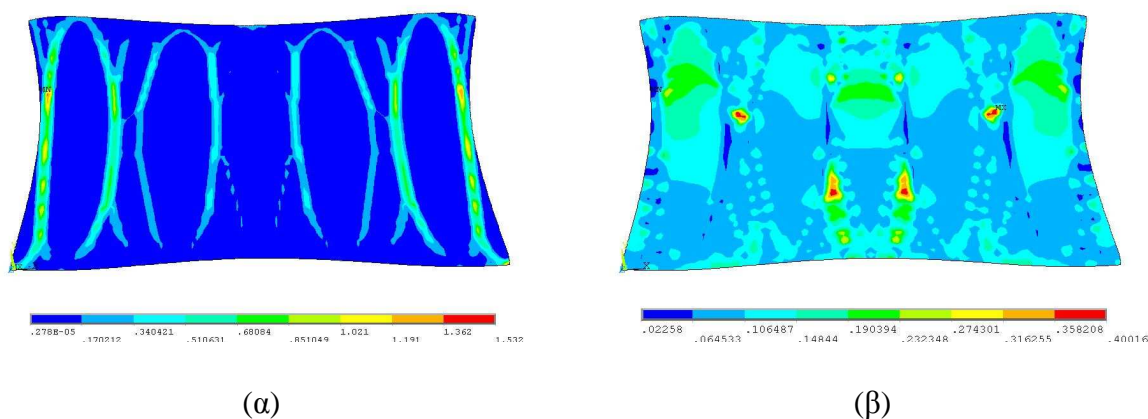 MN
X
.278E-05 .340421 .68084 1.021 1.362
.170212 .510631 .851049 1.191 1.532
MX
X
.02258 .106487 .190394 .274301 .358208
.064533 .14844 .232348 .316255 .40016
(α) (β)